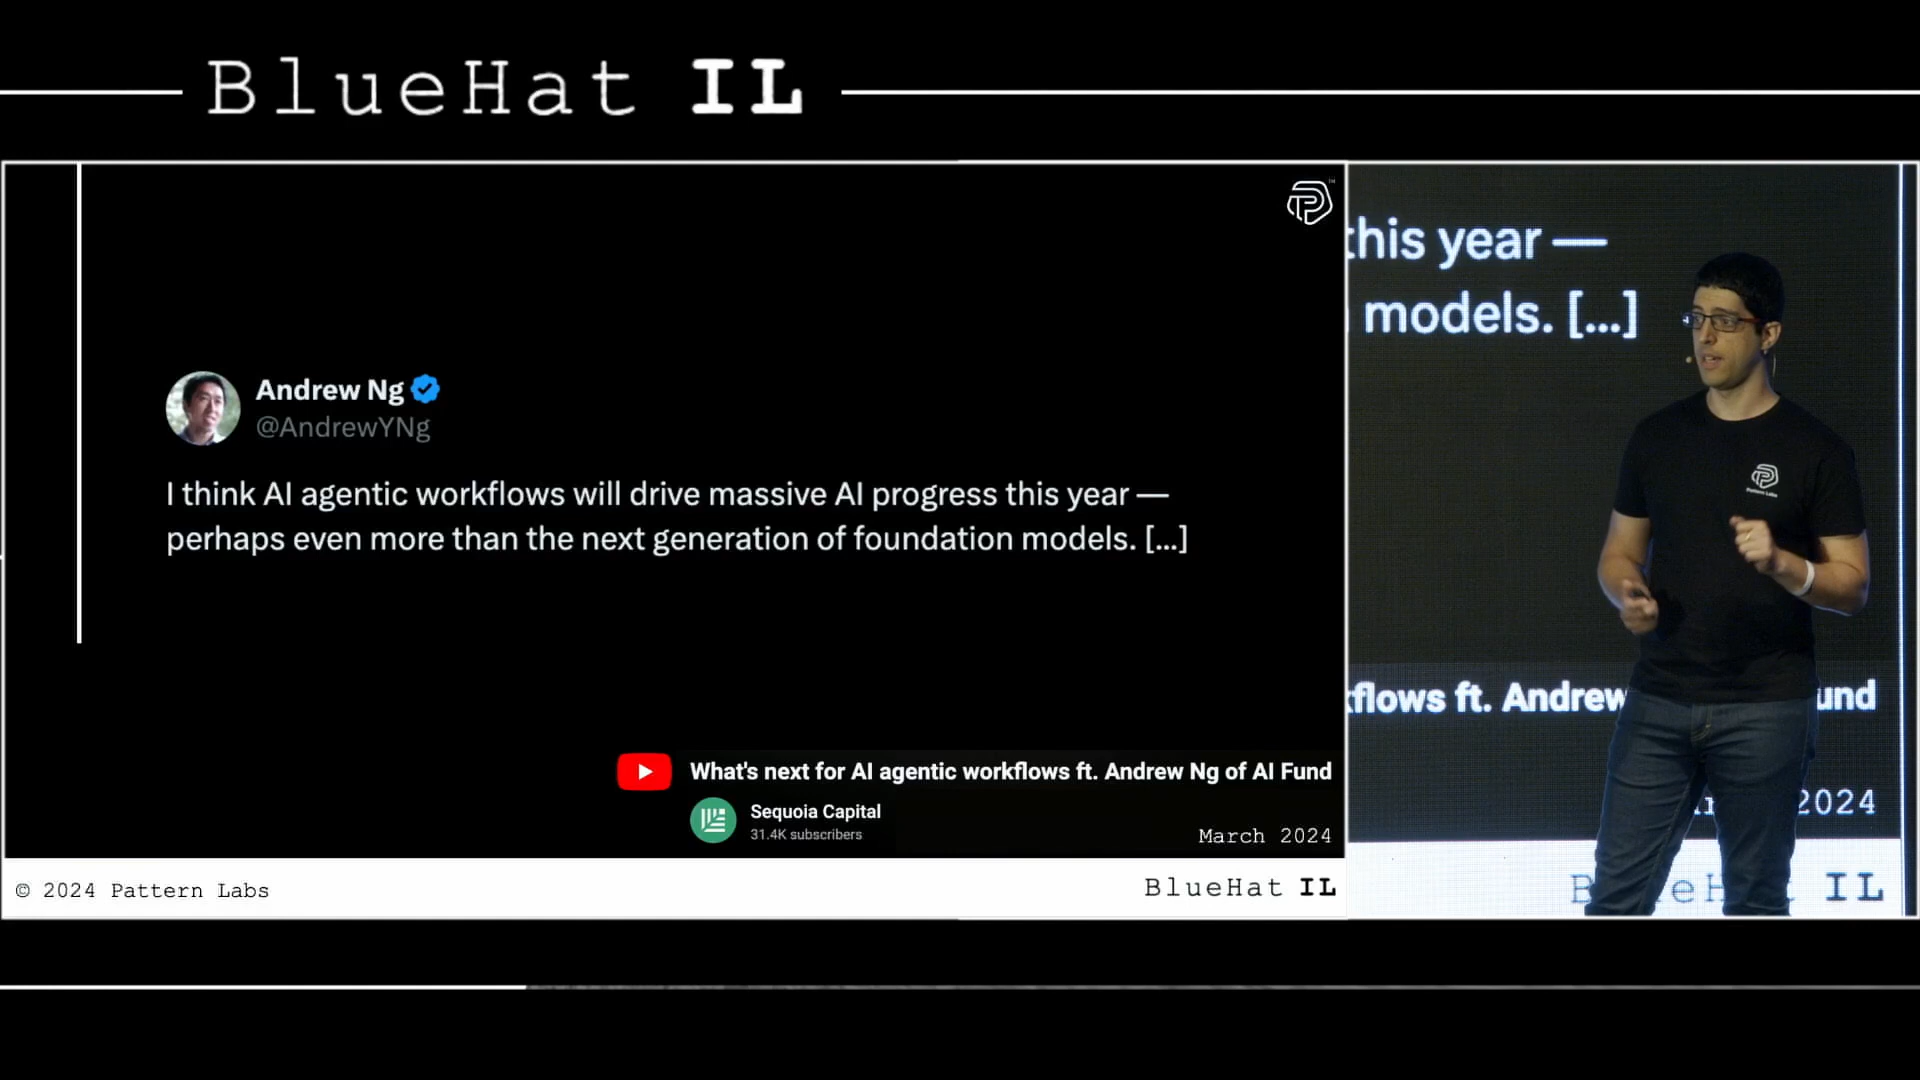 BlueHat IL
Andrew Ng
@AndrewYNg
I think AI agentic workflows will drive massive AI progress this year —
perhaps even more than the next generation of foundation models. [...]
What's next for AI agentic workflows ft. Andrew Ng of AI Fund
Sequoia Capital
31.4K subscribers
March 2024
© 2024 Pattern Labs
BlueHat IL
this year —
models. [...]
Pattern Labs
flows ft. Andrew
und
2024
IL